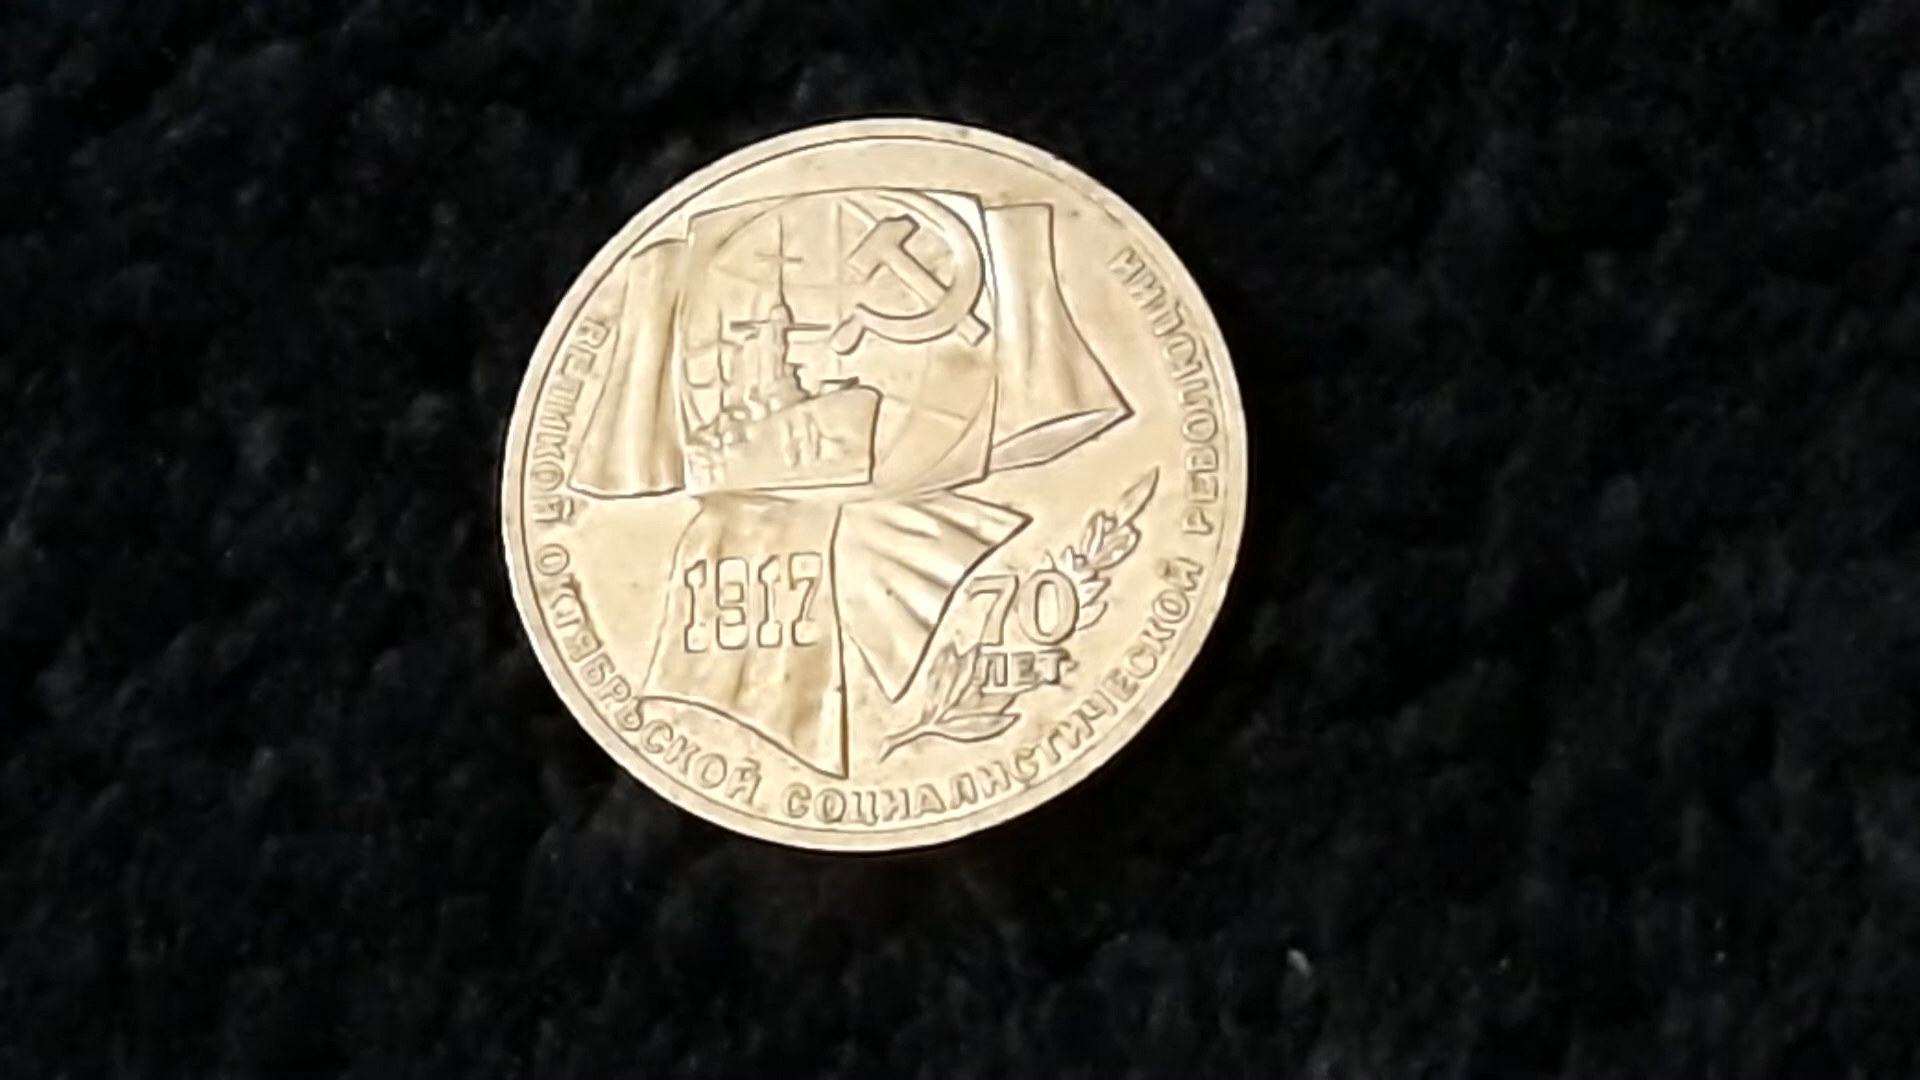 ВЕЛИКОЙ ОКТЯБРЬСКОЙ СОЦИАЛИСТИЧЕСКОЙ РЕВОЛЮЦИИ
1917
70
ЛЕТ